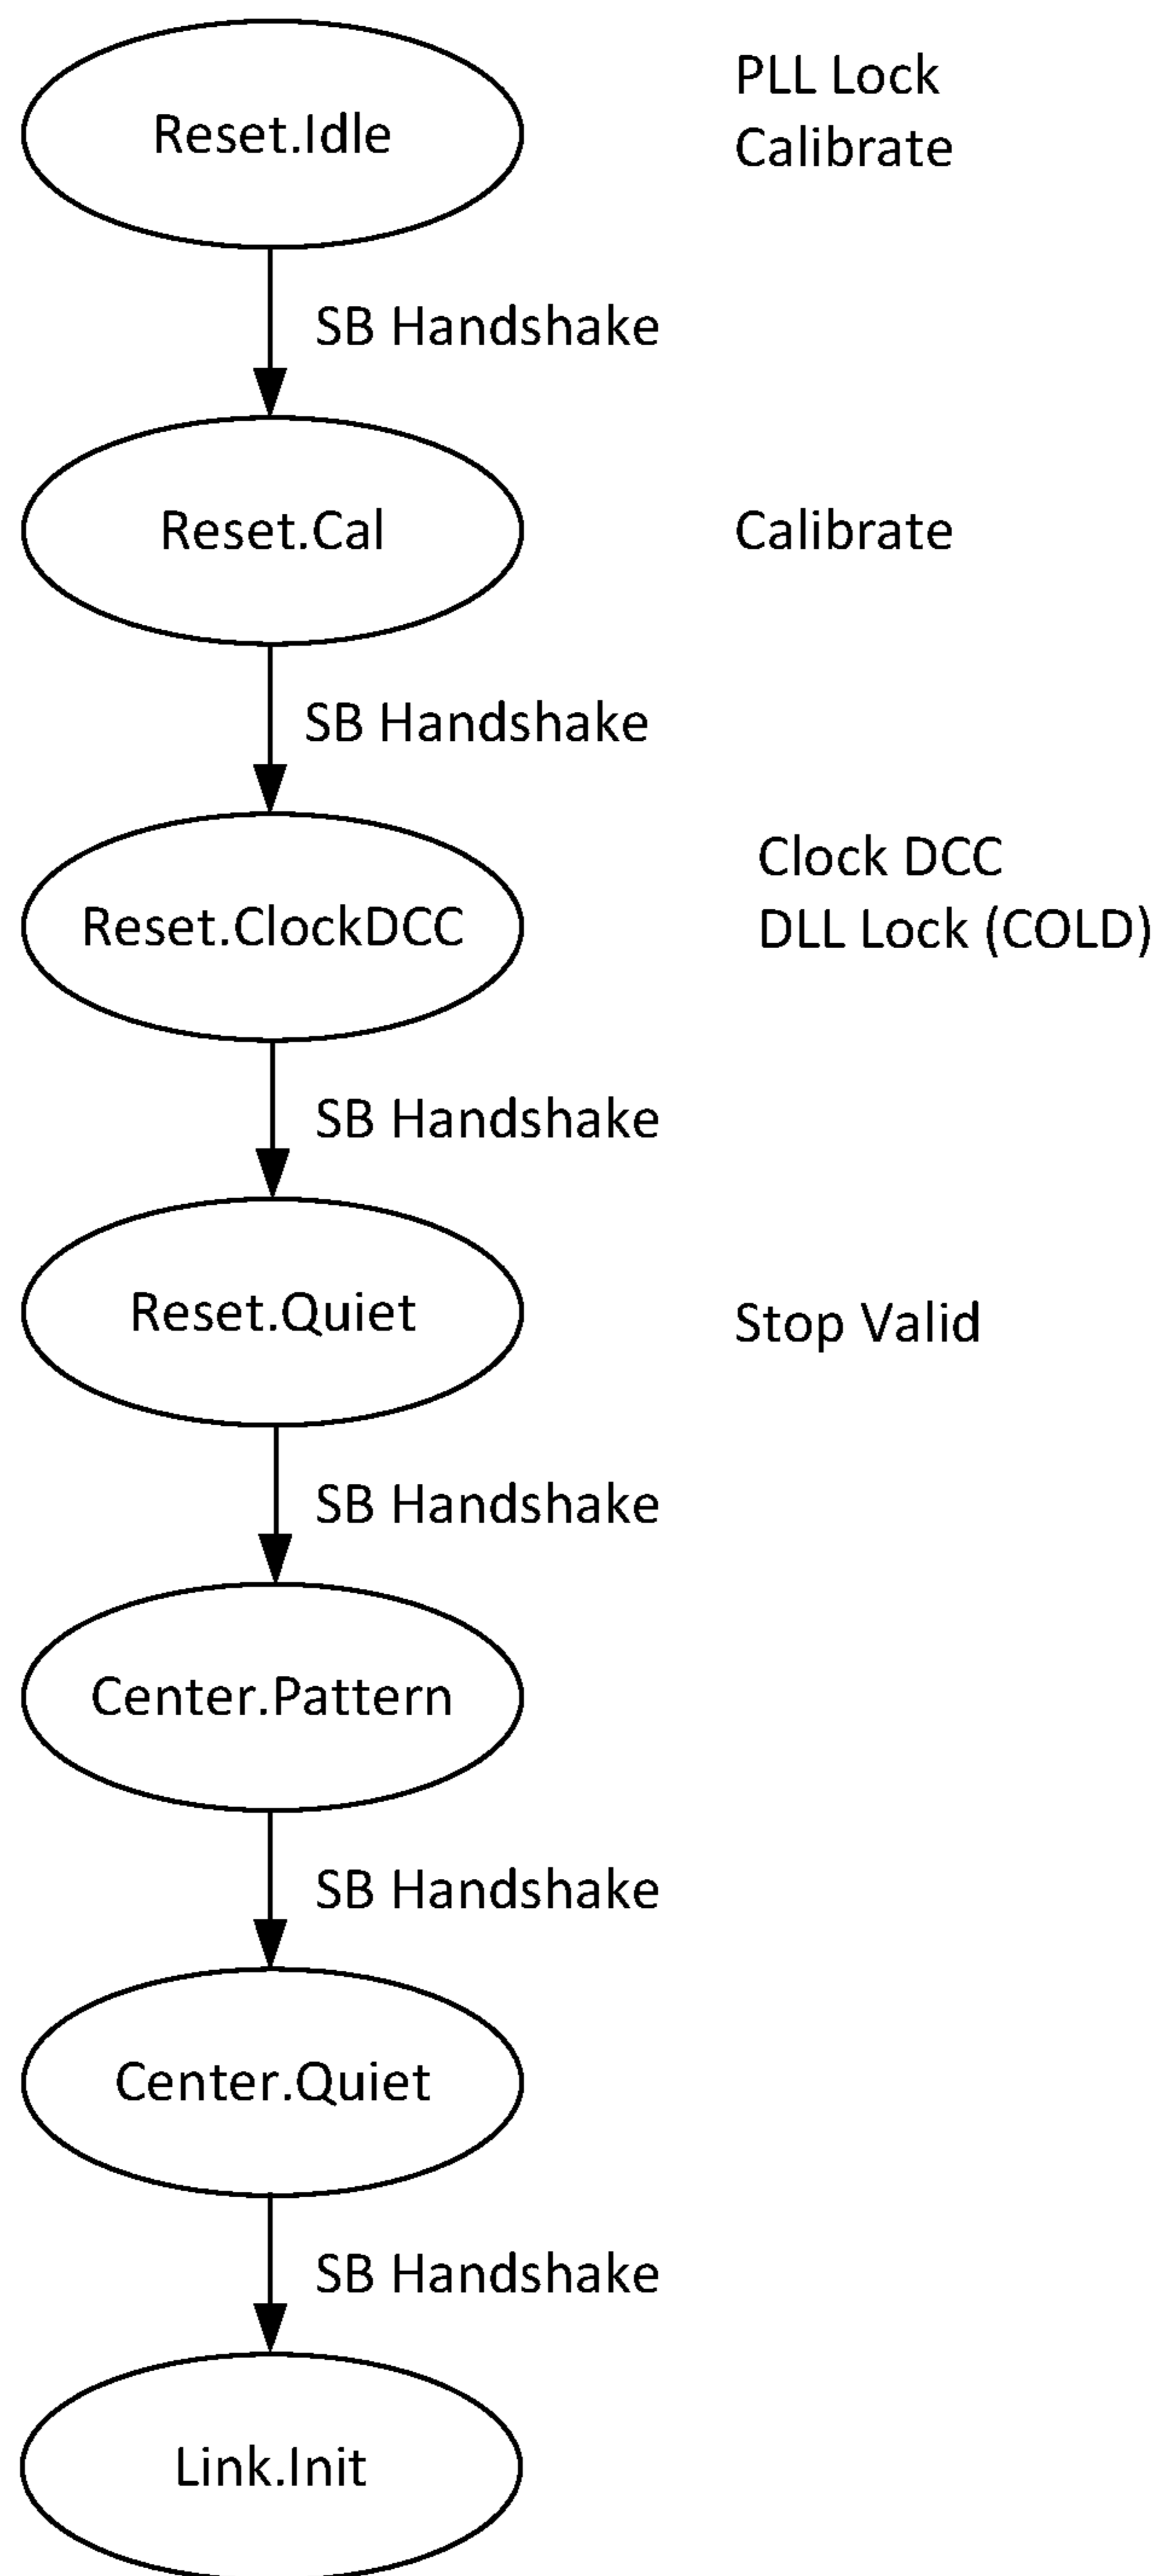 Reset.Idle
PLL Lock
Calibrate
SB Handshake
Reset.Cal
Calibrate
SB Handshake
Reset.ClockDCC
Clock DCC
DLL Lock (COLD)
SB Handshake
Reset.Quiet
Stop Valid
SB Handshake
Center.Pattern
SB Handshake
Center.Quiet
SB Handshake
Link.Init